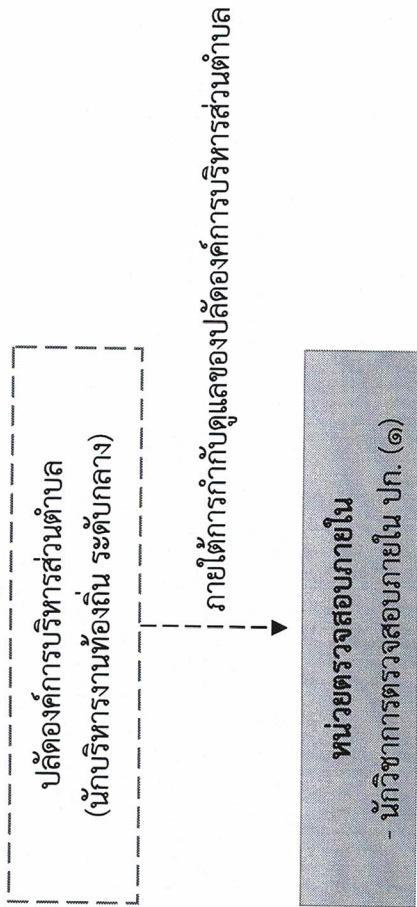 ปลัดองค์การบริหารส่วนตำบล
(นักบริหารงานท้องถิ่น ระดับกลาง)
ภายใต้การกำกับดูแลของปลัดองค์การบริหารส่วนตำบล
หน่วยตรวจสอบภายใน
- นักวิชาการตรวจสอบภายใน ปก. (๑)